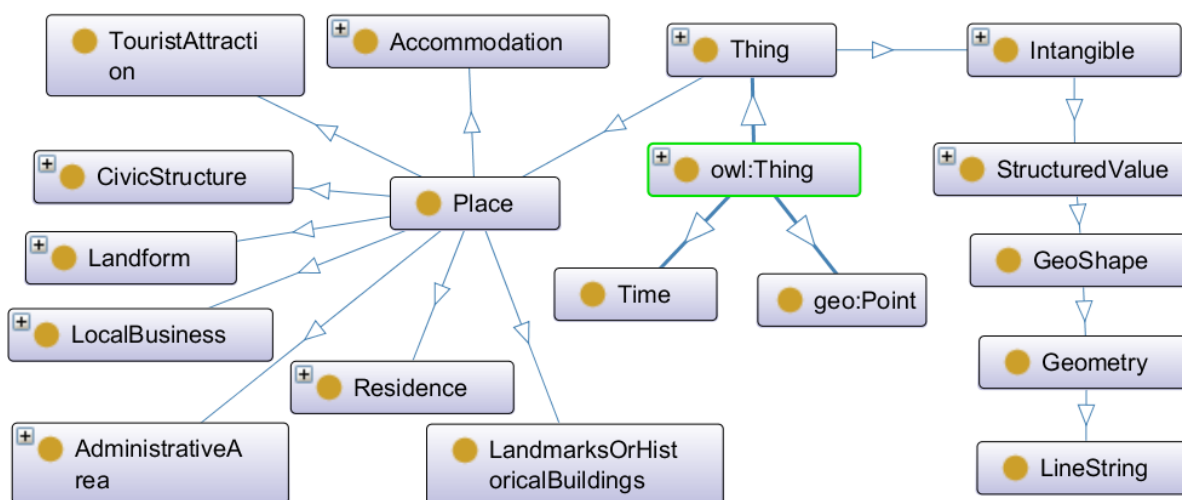 TouristAttracti
on
Accommodation
Thing
Intangible
CivicStructure
owl:Thing
StructuredValue
Place
Landform
GeoShape
Time
geo:Point
LocalBusiness
Geometry
Residence
AdministrativeA
rea
LandmarksOrHist
oricalBuildings
LineString